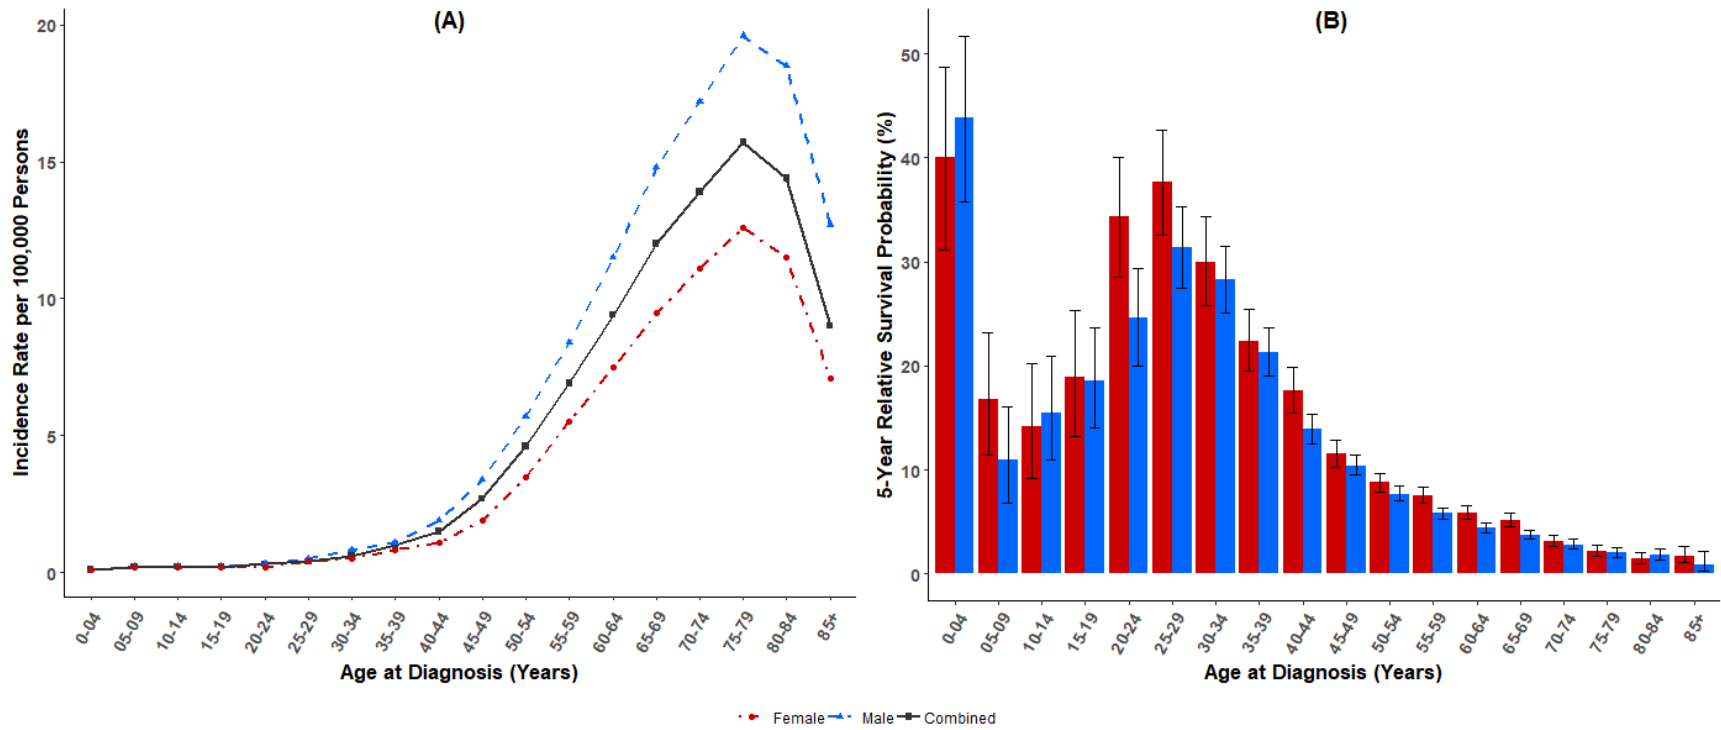 (A)
Incidence Rate per 100,000 Persons
20
15
10
5
0
0-04 05-09 10-14 15-19 20-24 25-29 30-34 35-39 40-44 45-49 50-54 55-59 60-64 65-69 70-74 75-79 80-84 85+
Age at Diagnosis (Years)
(B)
5-Year Relative Survival Probability (%)
50
40
30
20
10
0
0-04 05-09 10-14 15-19 20-24 25-29 30-34 35-39 40-44 45-49 50-54 55-59 60-64 65-69 70-74 75-79 80-84 85+
Age at Diagnosis (Years)
Female Male Combined